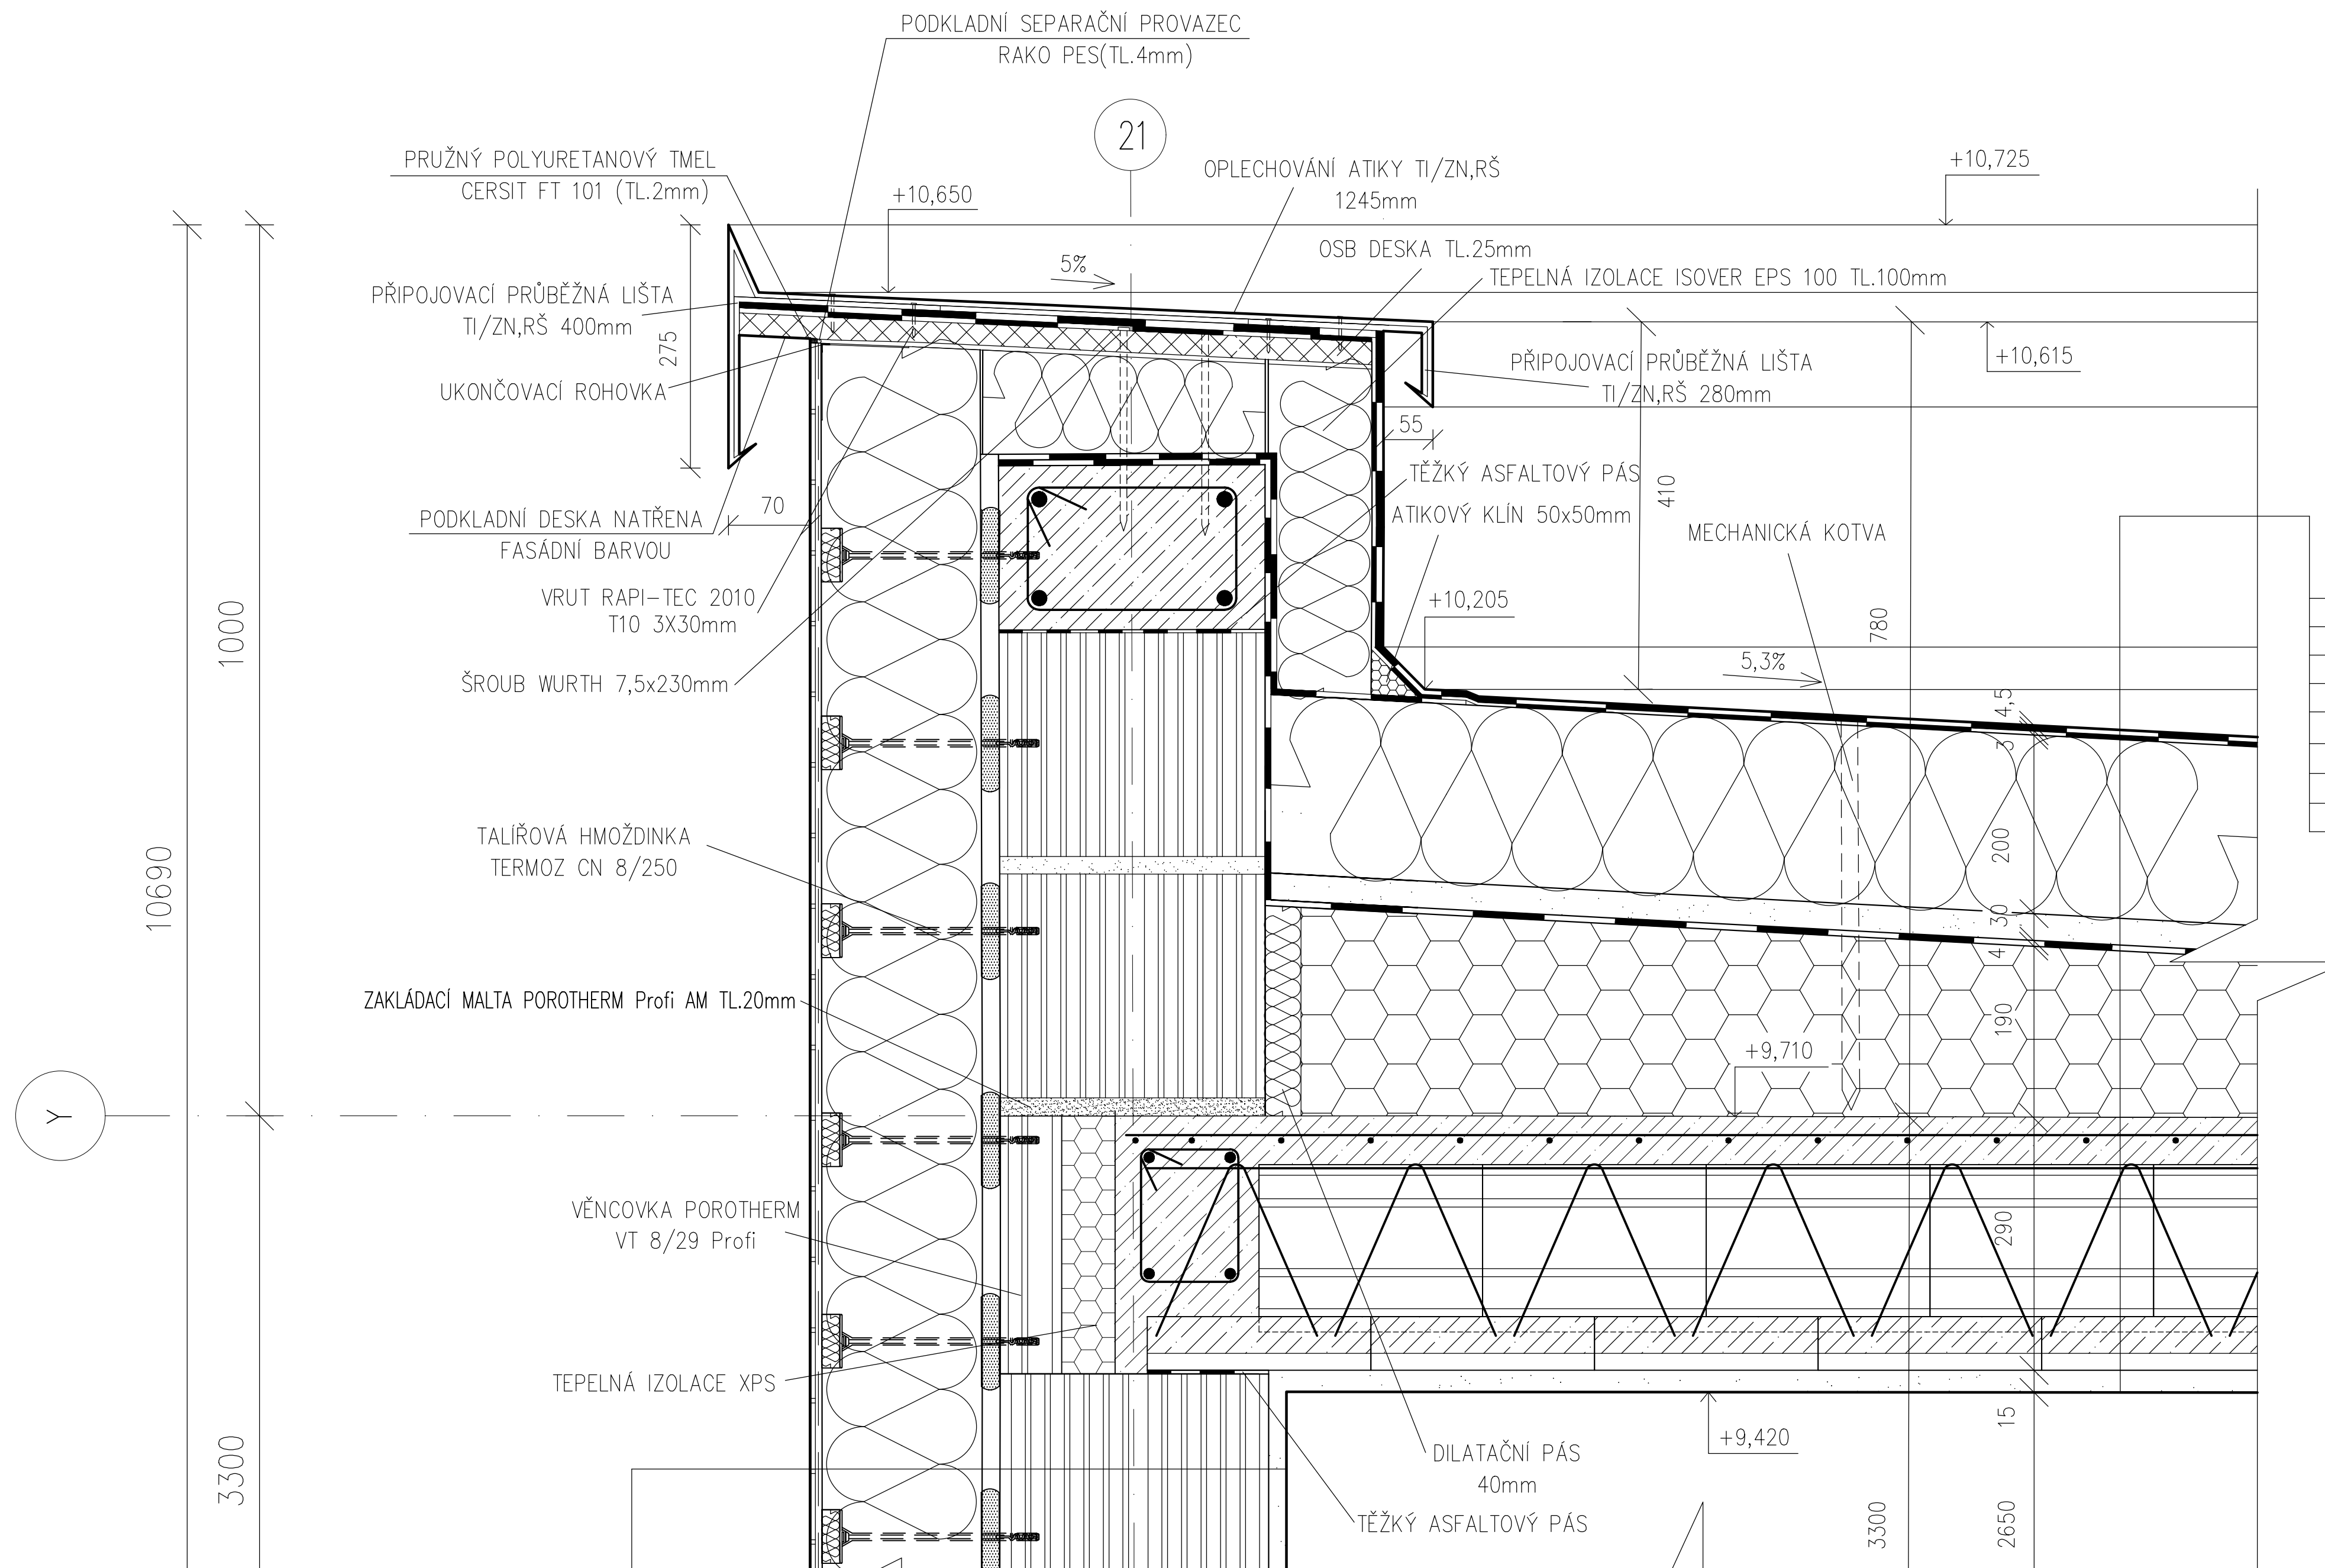 PODKLADNÍ SEPARAČNÍ PROVAZEC
RAKO PES(TL.4mm)
21
PRUŽNÝ POLYURETANOVÝ TMEL
CERSIT FT 101 (TL.2mm)
+10,650
OPLECHOVÁNÍ ATIKY TI/ZN,RŠ
1245mm
+10,725
OSB DESKA TL.25mm
5%
TEPELNÁ IZOLACE ISOVER EPS 100 TL.100mm
PŘIPOJOVACÍ PRŮBĚŽNÁ LIŠTA
TI/ZN,RŠ 400mm
275
+10,615
PŘIPOJOVACÍ PRŮBĚŽNÁ LIŠTA
TI/ZN,RŠ 280mm
UKONČOVACÍ ROHOVKA
55
TĚŽKÝ ASFALTOVÝ PÁS
410
ATIKOVÝ KLÍN 50x50mm
70
PODKLADNÍ DESKA NATŘENA
FASÁDNÍ BARVOU
MECHANICKÁ KOTVA
VRUT RAPI-TEC 2010
T10 3X30mm
+10,205
780
1000
5,3%
ŠROUB WURTH 7,5x230mm
4,5
3
TALÍŘOVÁ HMOŽDINKA
TERMOZ CN 8/250
200
10690
30
4
ZAKLÁDACÍ MALTA POROTHERM Profi AM TL.20mm
190
+9,710
Y
VĚNCOVKA POROTHERM
VT 8/29 Profi
290
TEPELNÁ IZOLACE XPS
15
+9,420
DILATAČNÍ PÁS
40mm
3300
TĚŽKÝ ASFALTOVÝ PÁS
3300
2650